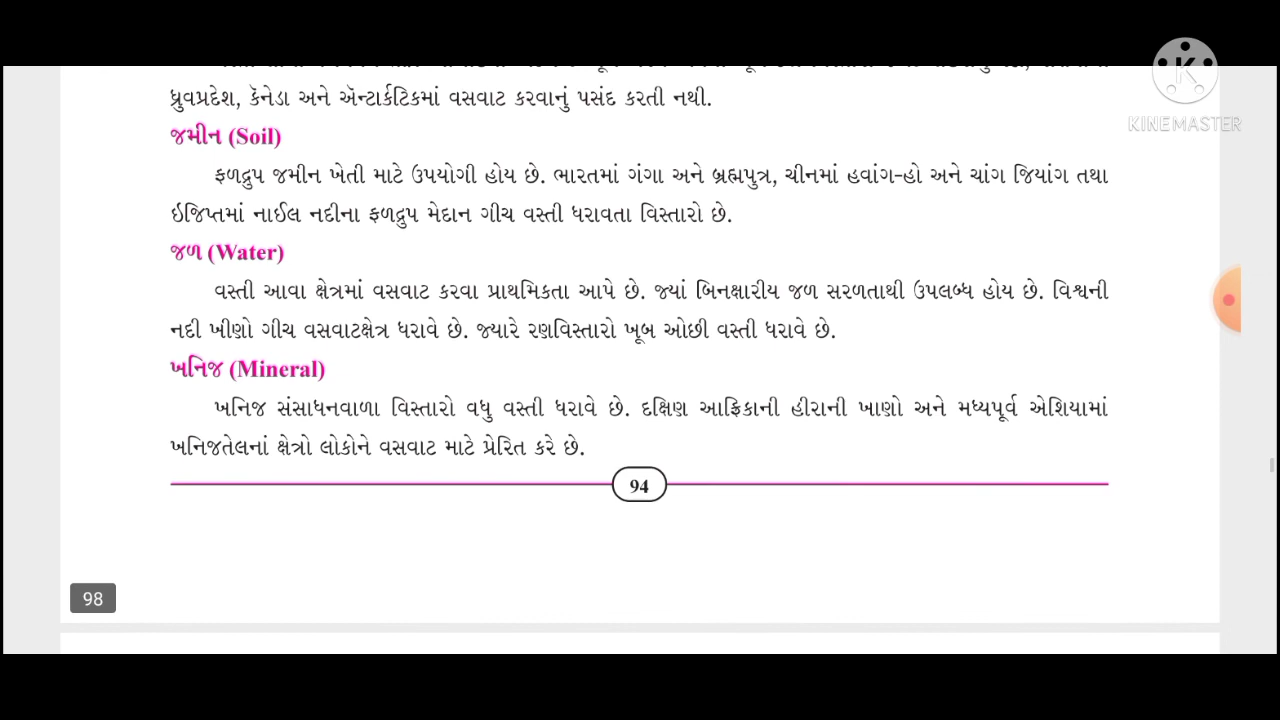 ધ્રુવપ્રદેશ, કૅનેડા અને ઍન્ટાર્કટિકમાં વસવાટ કરવાનું પસંદ કરતી નથી.
KINEMASTER
જમીન (Soil)
ફળદ્રુપ જમીન ખેતી માટે ઉપયોગી હોય છે. ભારતમાં ગંગા અને બ્રહ્મપુત્ર, ચીનમાં હવાંગ-હો અને ચાંગ જિયાંગ તથા
ઇજિપ્તમાં નાઈલ નદીના ફળદ્રુપ મેદાન ગીચ વસ્તી ધરાવતા વિસ્તારો છે.
જળ (Water)
વસ્તી આવા ક્ષેત્રમાં વસવાટ કરવા પ્રાથમિકતા આપે છે. જ્યાં બિનક્ષારીય જળ સરળતાથી ઉપલબ્ધ હોય છે. વિશ્વની
નદી ખીણો ગીચ વસવાટક્ષેત્ર ધરાવે છે. જ્યારે રણવિસ્તારો ખૂબ ઓછી વસ્તી ધરાવે છે.
ખનિજ (Mineral)
ખનિજ સંસાધનવાળા વિસ્તારો વધુ વસ્તી ધરાવે છે. દક્ષિણ આફ્રિકાની હીરાની ખાણો અને મધ્યપૂર્વ એશિયામાં
ખનિજતેલનાં ક્ષેત્રો લોકોને વસવાટ માટે પ્રેરિત કરે છે.
94
98